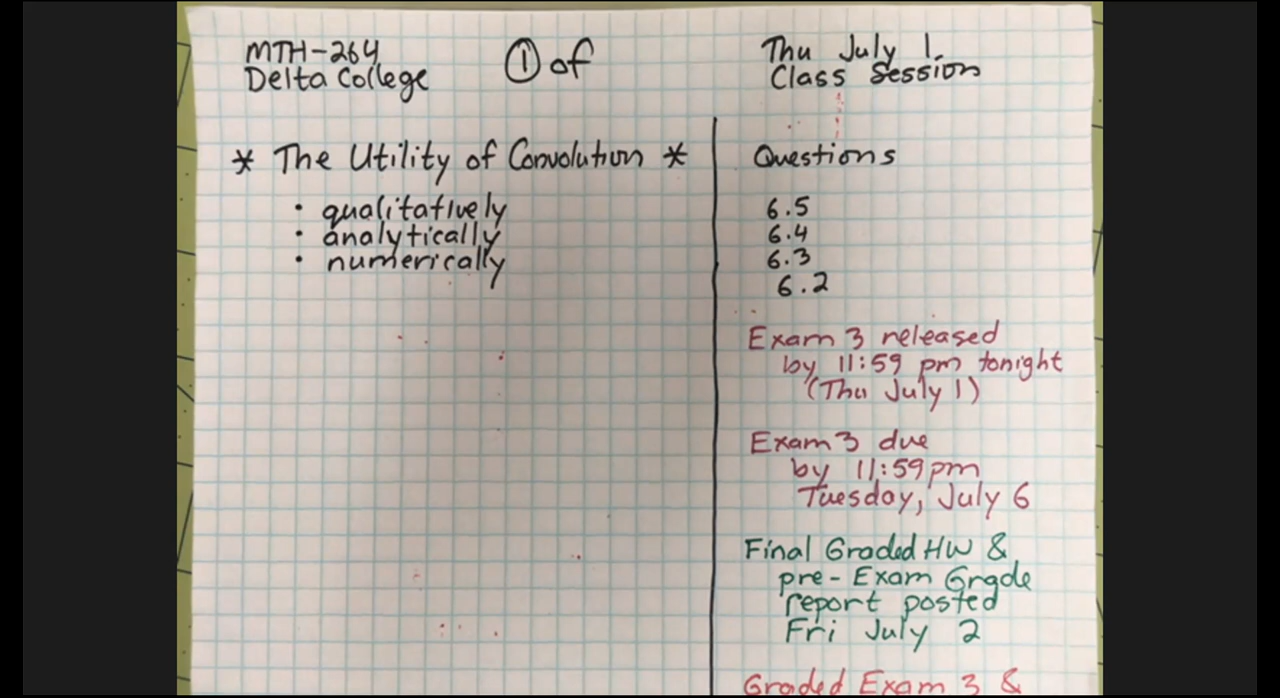 MTH-264
Delta College
① of
Thu July 1
Class Session
* The Utility of Convolution *
• qualitatively
• analytically
• numerically
Questions
6.5
6.4
6.3
6.2
Exam 3 released
by 11:59 pm tonight
(Thu July 1)
Exam 3 due
by 11:59pm
Tuesday, July 6
Final Graded HW &
pre-Exam Grade
report posted
Fri July 2
Graded Exam 3 &